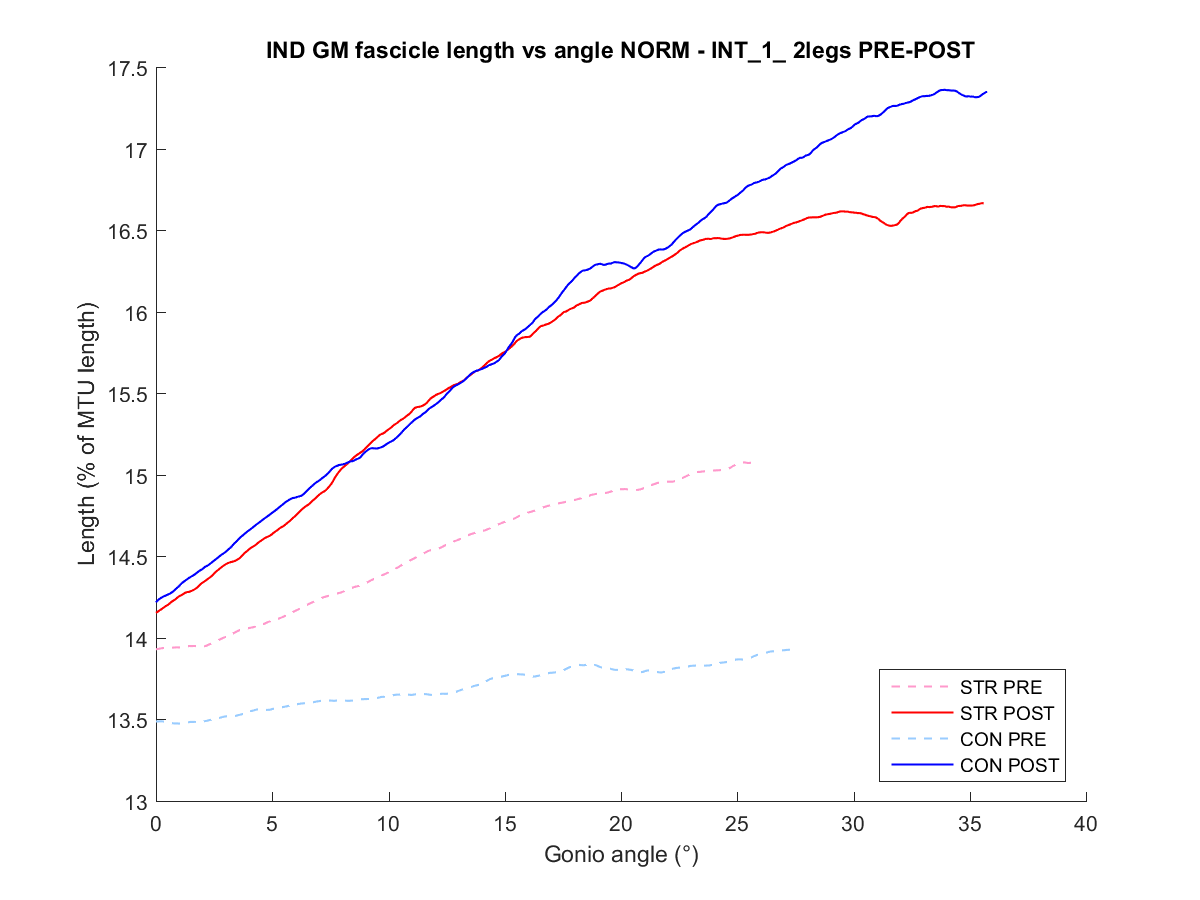 IND GM fascicle length vs angle NORM - INT_1_ 2legs PRE-POST
17.5
17
16.5
16
15.5
15
14.5
14
13.5
13
Length (% of MTU length)
0 5 10 15 20 25 30 35 40
Gonio angle (°)
STR PRE
STR POST
CON PRE
CON POST